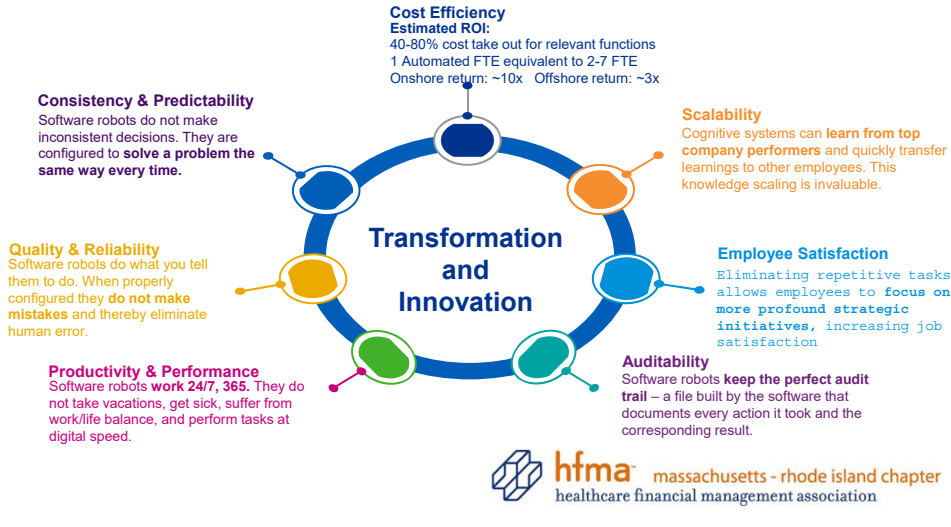 Cost Efficiency
Estimated ROI:
40-80% cost take out for relevant functions
1 Automated FTE equivalent to 2-7 FTE
Onshore return: ~10x Offshore return: ~3x
Consistency & Predictability
Software robots do not make
inconsistent decisions. They are
configured to solve a problem the
same way every time.
Scalability
Cognitive systems can learn from top
company performers and quickly transfer
learnings to other employees. This
knowledge scaling is invaluable.
Transformation
and
Innovation
Quality & Reliability
Software robots do what you tell
them to do. When properly
configured they do not make
mistakes and thereby eliminate
human error.
Employee Satisfaction
Eliminating repetitive tasks
allows employees to focus on
more profound strategic
initiatives, increasing job
satisfaction
Productivity & Performance
Software robots work 24/7, 365. They do
not take vacations, get sick, suffer from
work/life balance, and perform tasks at
digital speed.
Auditability
Software robots keep the perfect audit
trail – a file built by the software that
documents every action it took and the
corresponding result.
hfma massachusetts - rhode island chapter
healthcare financial management association